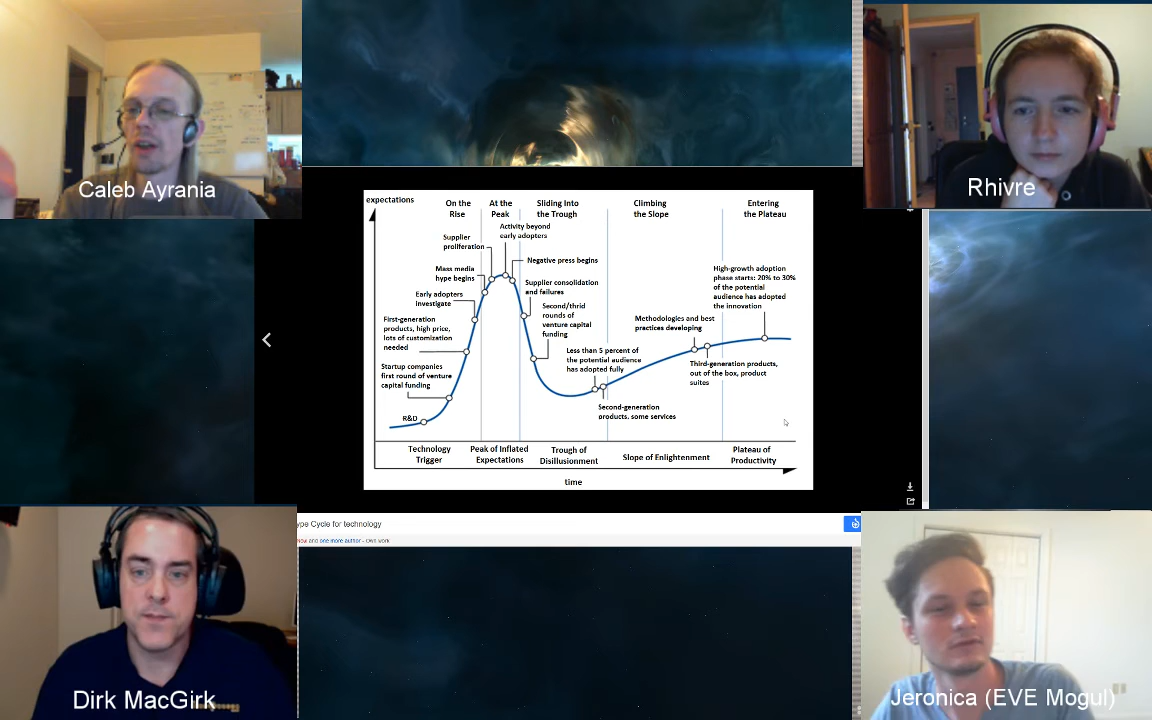 Caleb Ayrania
Rhivre
expectations
On the
Rise
At the
Peak
Sliding Into
the Trough
Climbing
the Slope
Entering
the Plateau
Activity beyond
early adopters
Supplier
proliferation
Negative press begins
Mass media
hype begins
Supplier consolidation
and failures
High-growth adoption
phase starts: 20% to 30%
of the potential
audience has adopted
the innovation
Early adopters
investigate
Second/thrid
rounds of
venture capital
funding
First-generation
products, high price,
lots of customization
needed
Methodologies and best
practices developing
Less than 5 percent of
the potential audience
has adopted fully
Third-generation products,
out of the box, product
suites
Startup companies
first round of venture
capital funding
Second-generation
products, some services
R&D
Technology
Trigger
Peak of Inflated
Expectations
Trough of
Disillusionment
Slope of Enlightenment
Plateau of
Productivity
time
ype Cycle for technology
and one more author - Own work
Dirk MacGirk
Jeronica (EVE Mogul)